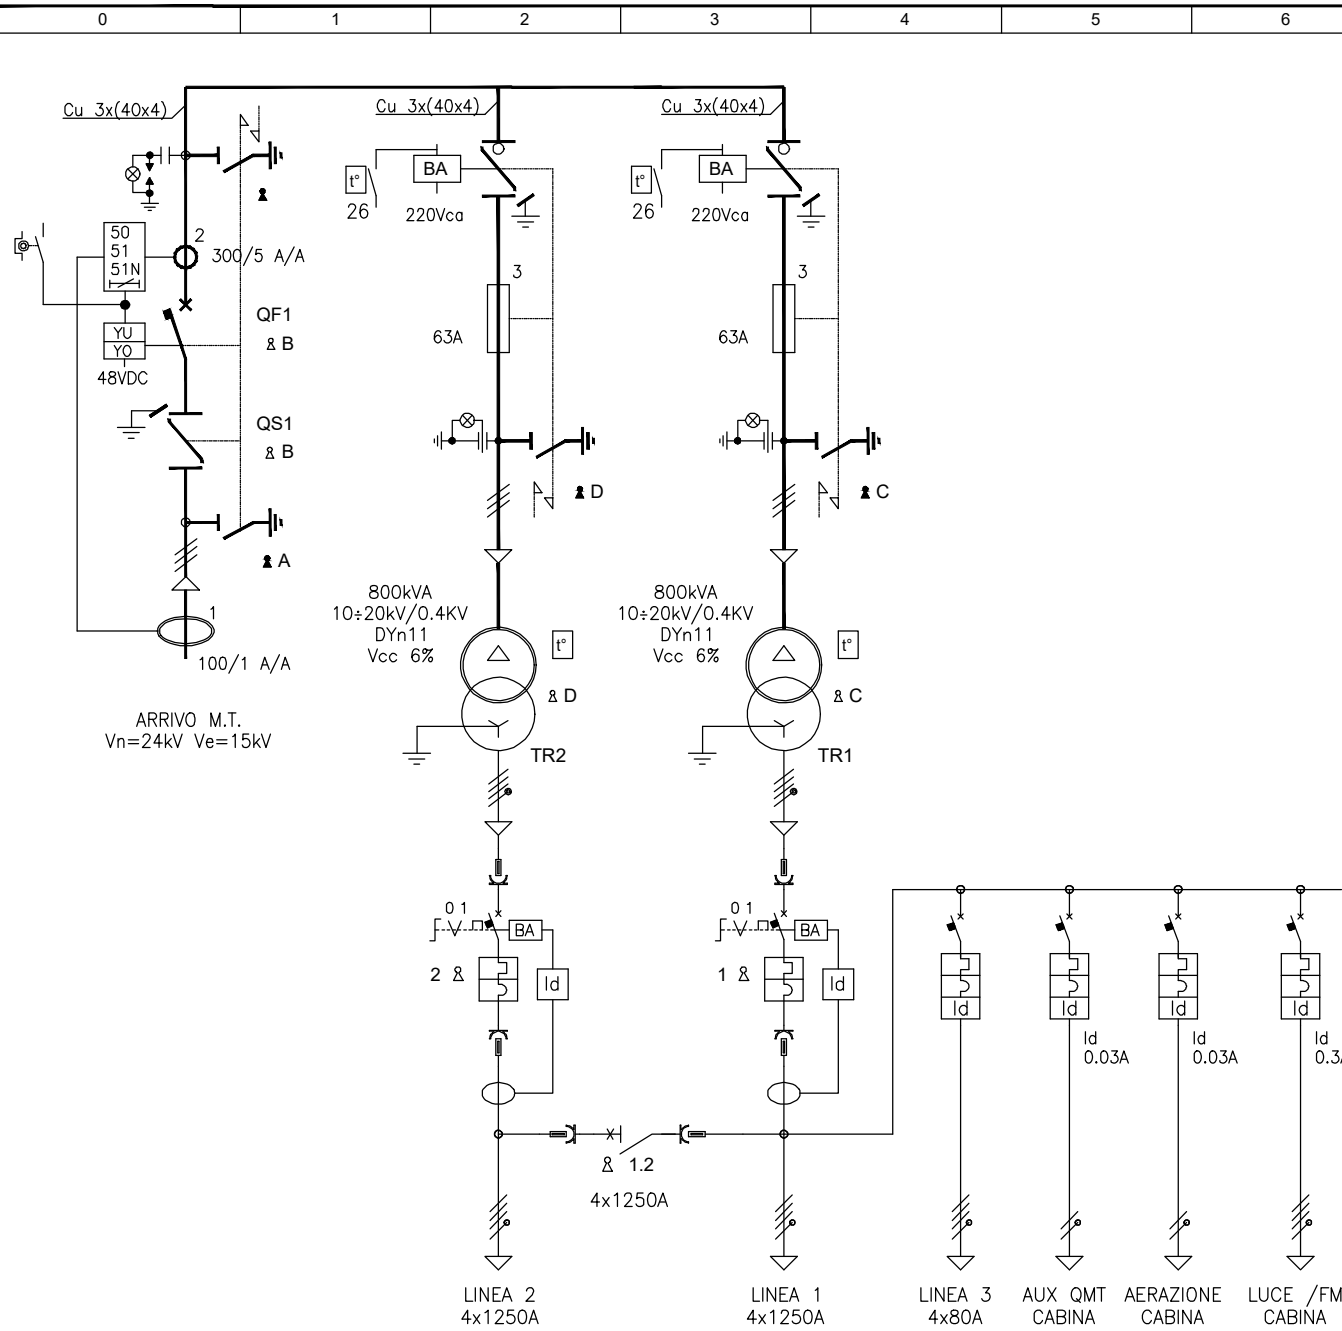 0 1 2 3 4 5 6
Cu 3x(40x4)
Cu 3x(40x4)
Cu 3x(40x4)
t°
26
BA
220Vca
t°
26
BA
220Vca
50
51
51N
2
300/5 A/A
YU
YO
48VDC
QF1
B
QS1
B
A
1
100/1 A/A
ARRIVO M.T.
Vn=24kV Ve=15kV
3
63A
D
3
63A
C
800kVA
10÷20kV/0.4KV
DYn11
Vcc 6%
t°
D
TR2
800kVA
10÷20kV/0.4KV
DYn11
Vcc 6%
t°
C
TR1
0 1
BA
2
Id
0 1
BA
1
Id
1.2
4x1250A
Id
Id
Id
0.03A
Id
Id
0.03A
Id
Id
LINEA 2
4x1250A
LINEA 1
4x1250A
LINEA 3
4x80A
AUX QMT
CABINA
AERAZIONE
CABINA
LUCE /FM
CABINA